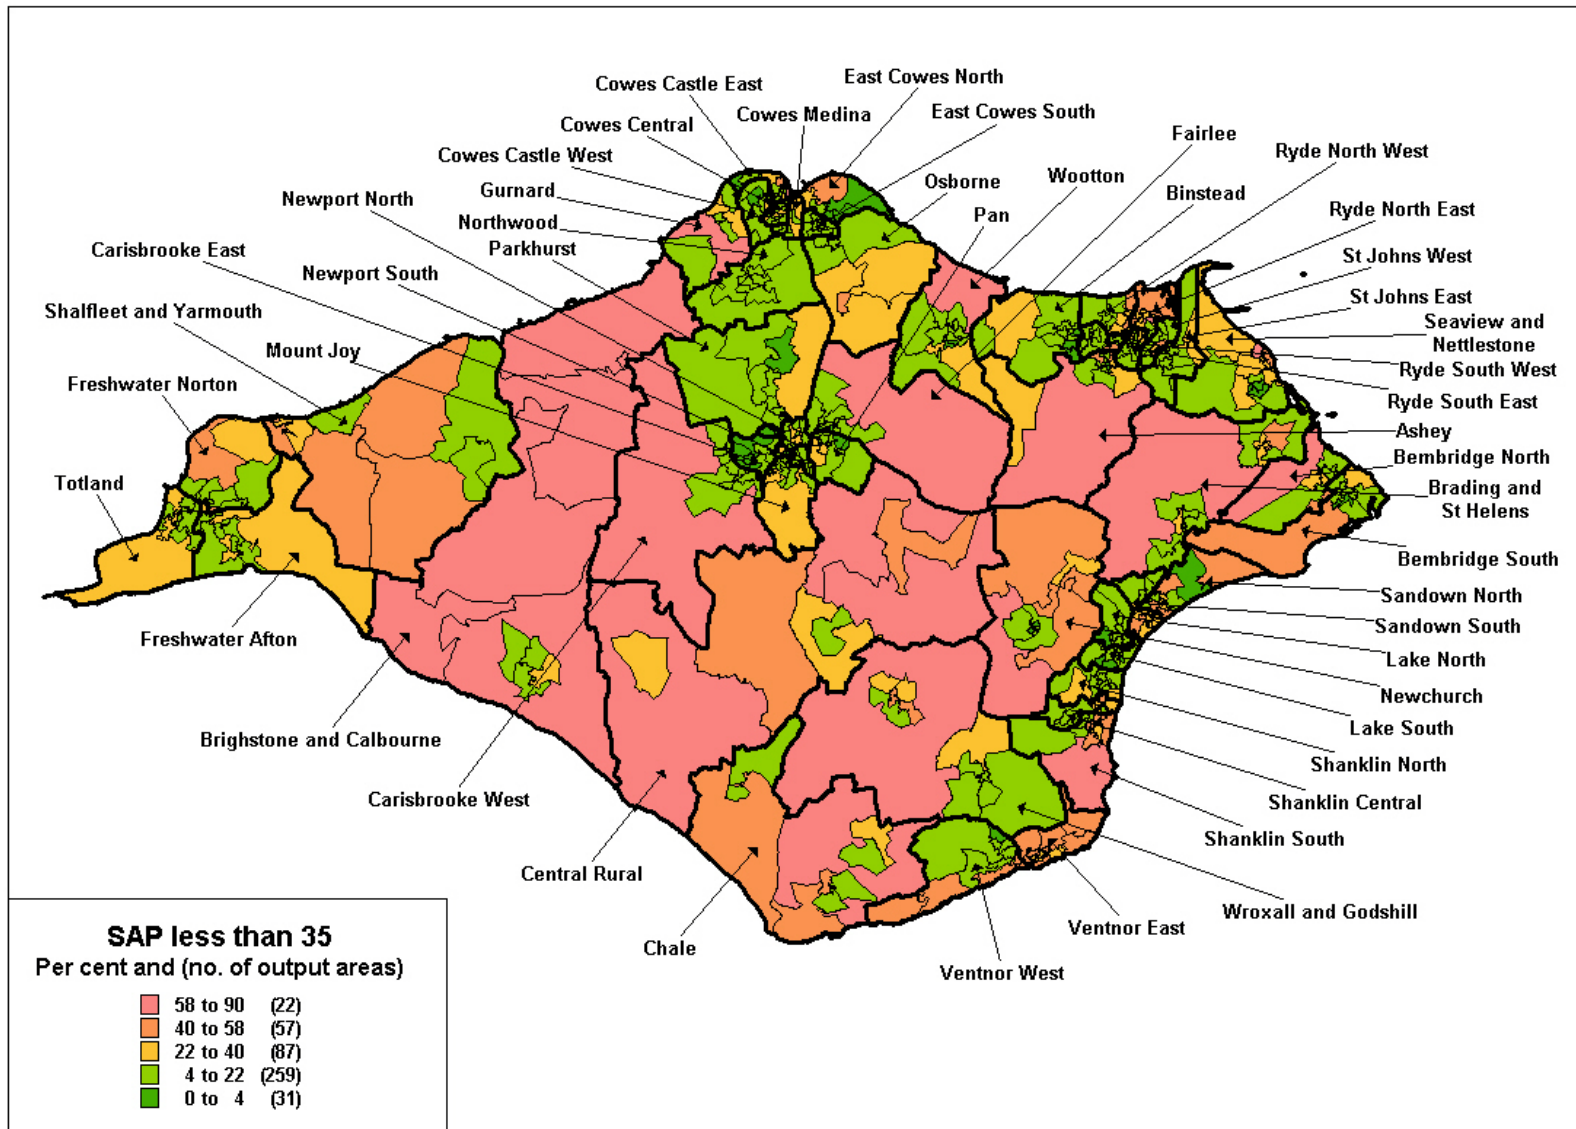 East Cowes North
Cowes Castle East
Cowes Medina
East Cowes South
Cowes Central
Fairlee
Cowes Castle West
Ryde North West
Gurnard
Osborne
Wootton
Binstead
Newport North
Northwood
Pan
Ryde North East
Carisbrooke East
Parkhurst
St Johns West
Newport South
St Johns East
Shalfleet and Yarmouth
Seaview and
Nettlestone
Mount Joy
Ryde South West
Freshwater Norton
Ryde South East
Ashey
Bembridge North
Totland
Brading and
St Helens
Bembridge South
Sandown North
Freshwater Afton
Sandown South
Lake North
Newchurch
Brighstone and Calbourne
Lake South
Shanklin North
Carisbrooke West
Shanklin Central
Shanklin South
Central Rural
Wroxall and Godshill
Ventnor East
Chale
Ventnor West
SAP less than 35
Per cent and (no. of output areas)
58 to 90 (22)
40 to 58 (57)
22 to 40 (87)
4 to 22 (259)
0 to 4 (31)